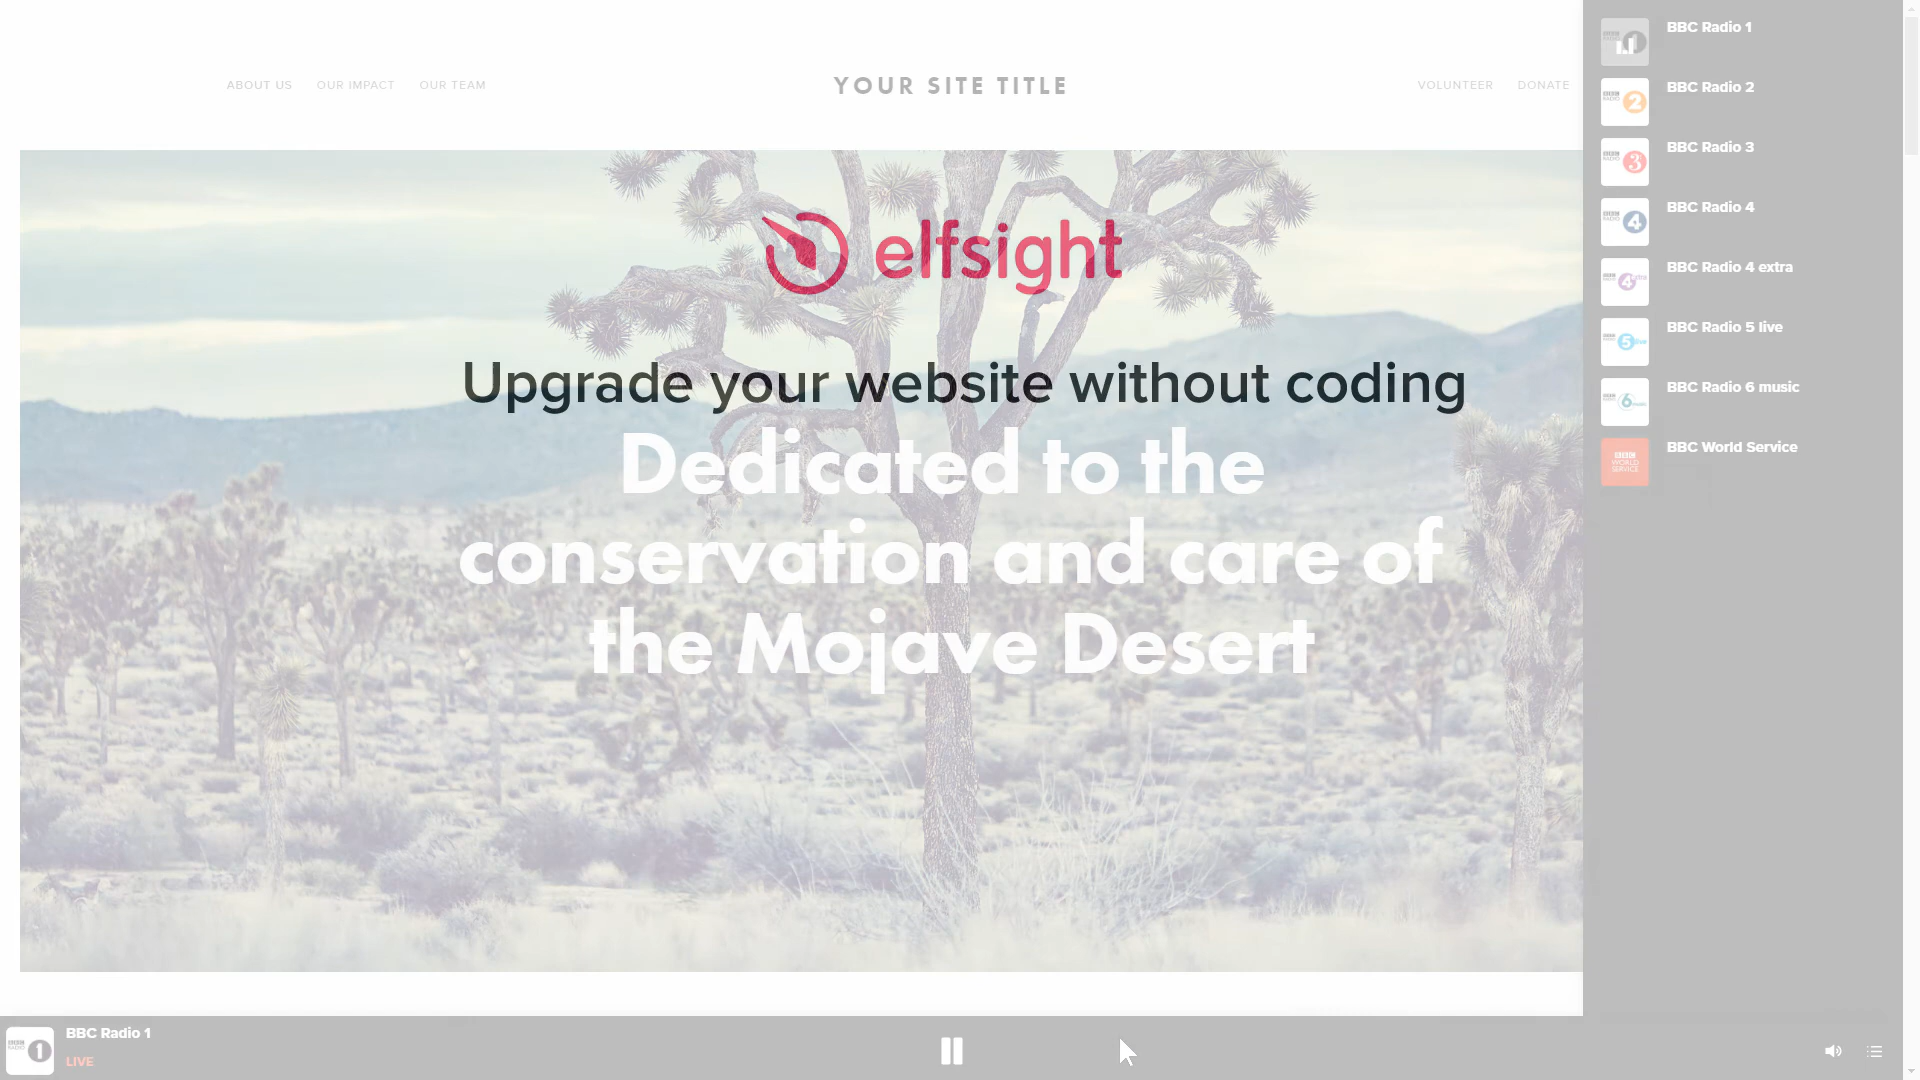 ABOUT US OUR IMPACT OUR TEAM
YOUR SITE TITLE
VOLUNTEER DONATE
elfsight
Upgrade your website without coding
Dedicated to the
conservation and care of
the Mojave Desert
BBC Radio 1
BBC Radio 2
BBC Radio 3
BBC Radio 4
BBC Radio 4 extra
BBC Radio 5 live
BBC Radio 6 music
BBC World Service
BBC
WORLD
SERVICE
BBC Radio 1
LIVE